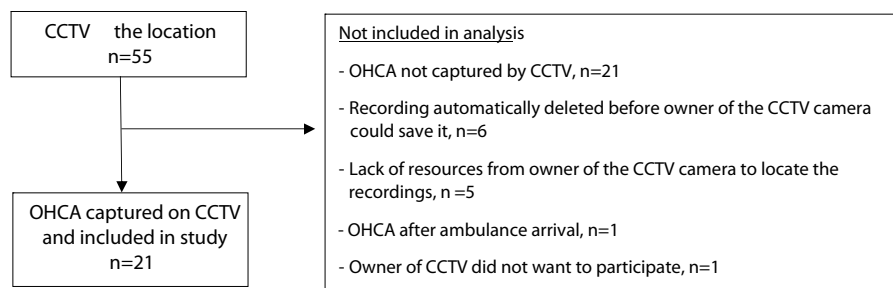 CCTV the location
n=55
Not included in analysis
- OHCA not captured by CCTV, n=21
- Recording automatically deleted before owner of the CCTV camera
could save it, n=6
- Lack of resources from owner of the CCTV camera to locate the
recordings, n =5
- OHCA after ambulance arrival, n=1
- Owner of CCTV did not want to participate, n=1
OHCA captured on CCTV
and included in study
n=21